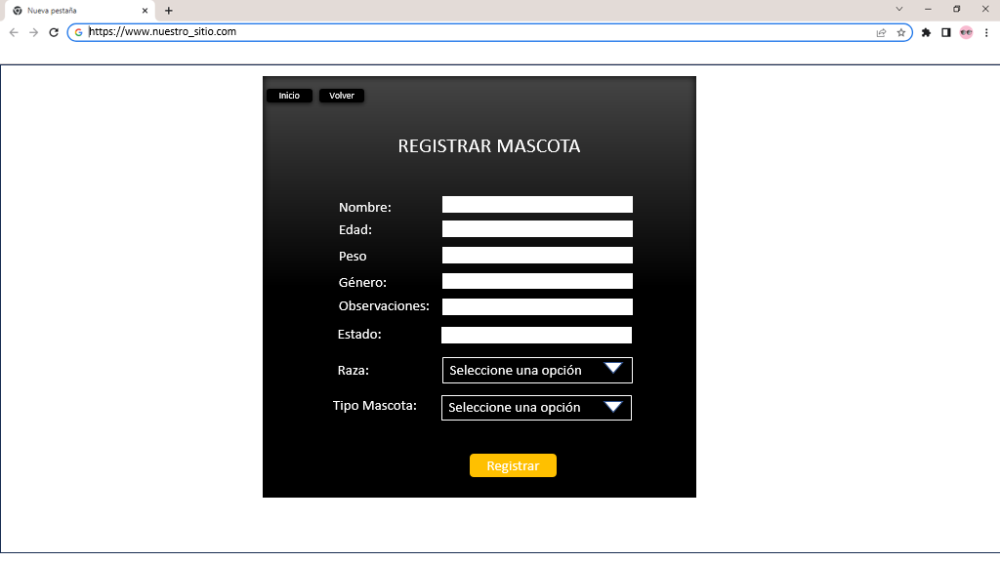 Nueva pestaña
https://www.nuestro_sitio.com
Inicio Volver
REGISTRAR MASCOTA
Nombre:
Edad:
Peso
Género:
Observaciones:
Estado:
Raza: Seleccione una opción
Tipo Mascota: Seleccione una opción
Registrar